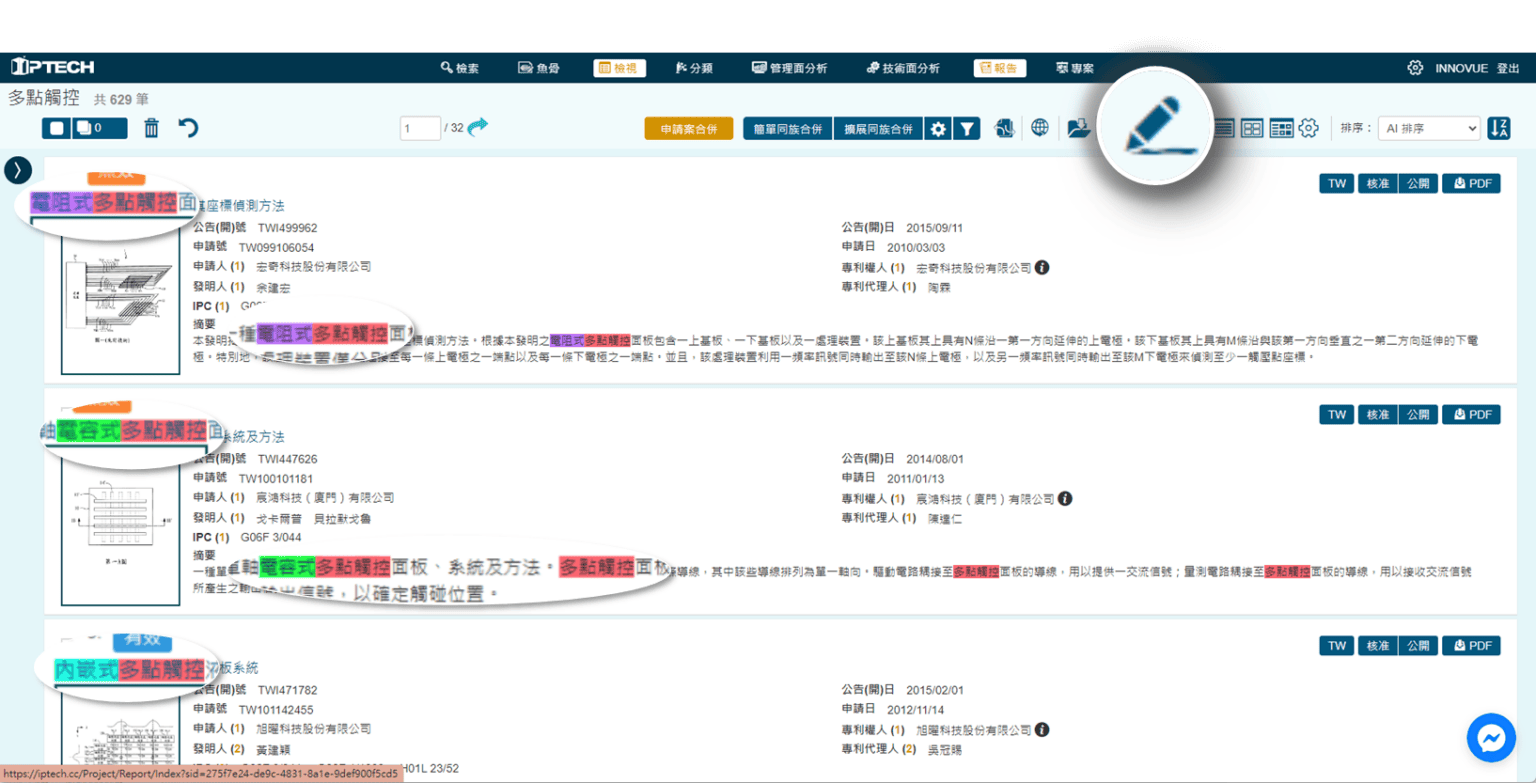 IPTECH 檢索 魚骨 檢視 分類 管理面分析 技術面分析 報告 專案 INNOVUE 登出
多點觸控 共 629 筆
0 1 / 32 申請案合併 簡單同族合併 擴展同族合併 排序： AI 排序
TW 核准 公開 PDF
電阻式多點觸控面 座標偵測方法
公告(開)號 TWI499962 公告(開)日 2015/09/11
申請號 TW099106054 申請日 2010/03/03
申請人 (1) 宏奇科技股份有限公司 專利權人 (1) 宏奇科技股份有限公司
發明人 (1) 余建宏 專利代理人 (1) 陶霖
IPC (1)
摘要
種電阻式多點觸控面
本發明 標偵測方法。根據本發明之電阻式多點觸控面板包含一上基板、一下基板以及一處理裝置。該上基板其上具有N條沿一第一方向延伸的上電極，該下基板其上具有M條沿與該第一方向垂直之一第二方向延伸的下電
極。特別地， 接至每一條上電極之一端點以及每一條下電極之一端點。並且，該處理裝置利用一頻率訊號同時輸出至該N條上電極，以及另一頻率訊號同時輸出至該M下電極來偵測至少一觸壓點座標。
TW 核准 公開 PDF
軸電容式多點觸控面 系統及方法
公告(開)號 TWI447626 公告(開)日 2014/08/01
申請號 TW100101181 申請日 2011/01/13
申請人 (1) 宸鴻科技（廈門）有限公司 專利權人 (1) 宸鴻科技（廈門）有限公司
發明人 (1) 戈卡爾普 貝拉默戈魯 專利代理人 (1) 陳達仁
IPC (1) G06F 3/044
摘要
一種單軸電容式多點觸控面板、系統及方法。多點觸控面板 導線，其中該些導線排列為單一軸向。驅動電路耦接至多點觸控面板的導線，用以提供一交流信號；量測電路耦接至多點觸控面板的導線，用以接收交流信號
所產生之輸出信號，以確定觸碰位置。
有效
TW 核准 公開 PDF
內嵌式多點觸控 板系統
公告(開)號 TWI471782 公告(開)日 2015/02/01
申請號 TW101142455 申請日 2012/11/14
申請人 (1) 旭曜科技股份有限公司 專利權人 (1) 旭曜科技股份有限公司
發明人 (2) 黃建穎 專利代理人 (2) 吳冠賜
H01L 23/52
https://iptech.cc/Project/Report/Index?sid=275f7e24-de9c-4831-8a1e-9def900f5cd5